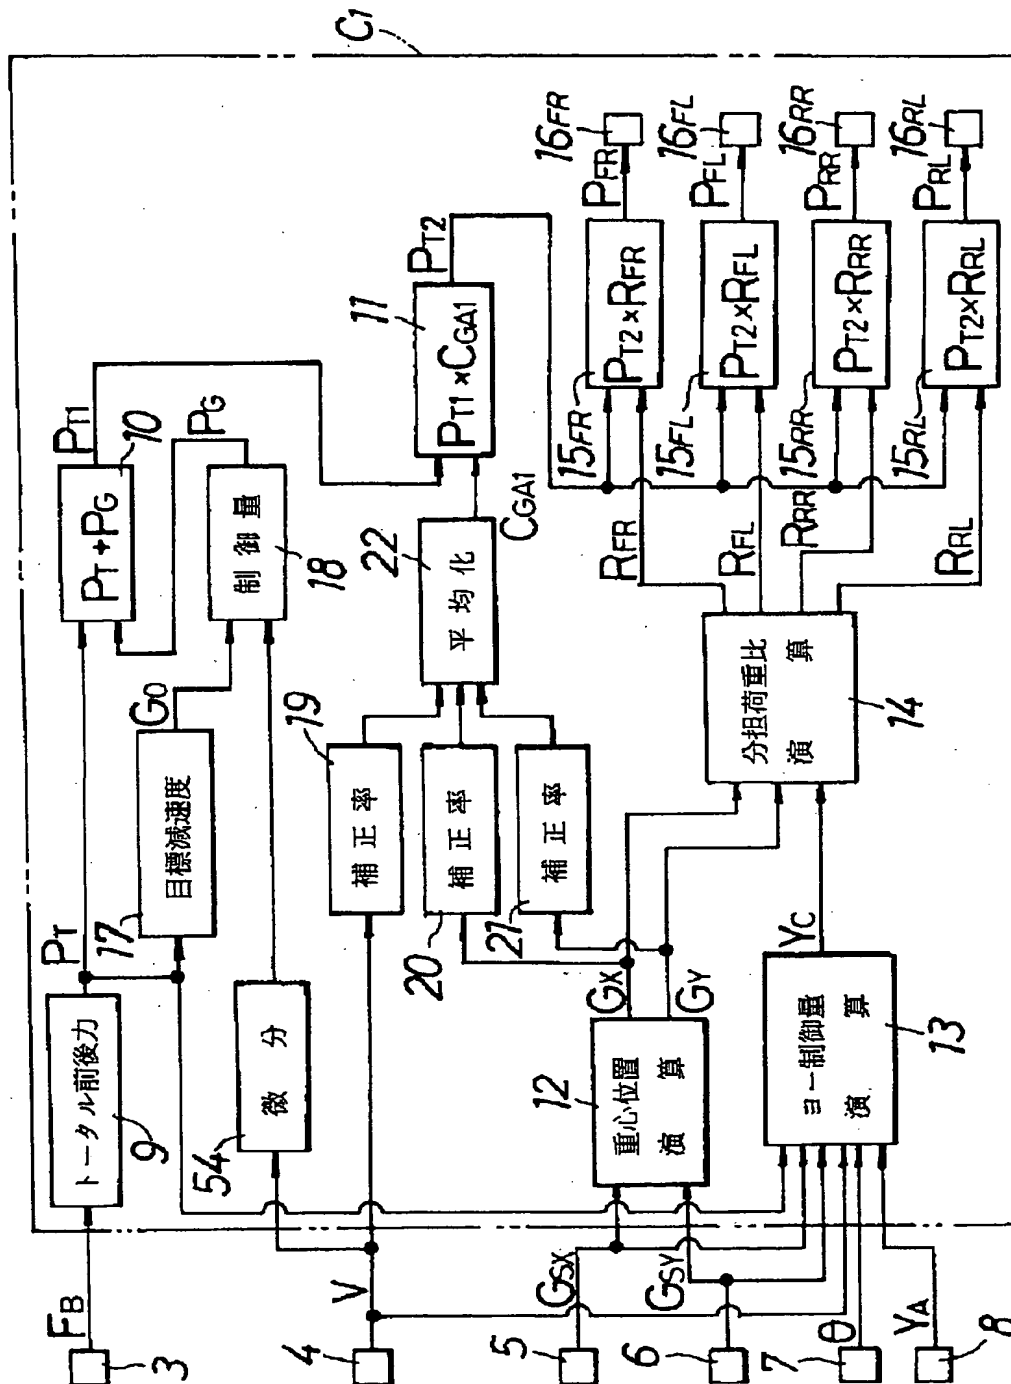 C1
FB
3
トータル前後力
9
PT
PT+PG
10
PT1
目標減速度
17
G0
制御量
18
PG
微分
54
V
4
補正率
19
補正率
20
補正率
21
平均化
22
CGA1
PT1×CGA1
11
PT2
GSX
5
GSY
6
重心位置
演算
12
GX
GY
θ
7
YA
8
ヨー制御量
演算
13
YC
分担荷重比
演算
14
RFR
RFL
RRR
RRL
PT2×RFR
15FR
PFR
16FR
PT2×RFL
15FL
PFL
16FL
PT2×RRR
15RR
PRR
16RR
PT2×RRL
15RL
PRL
16RL